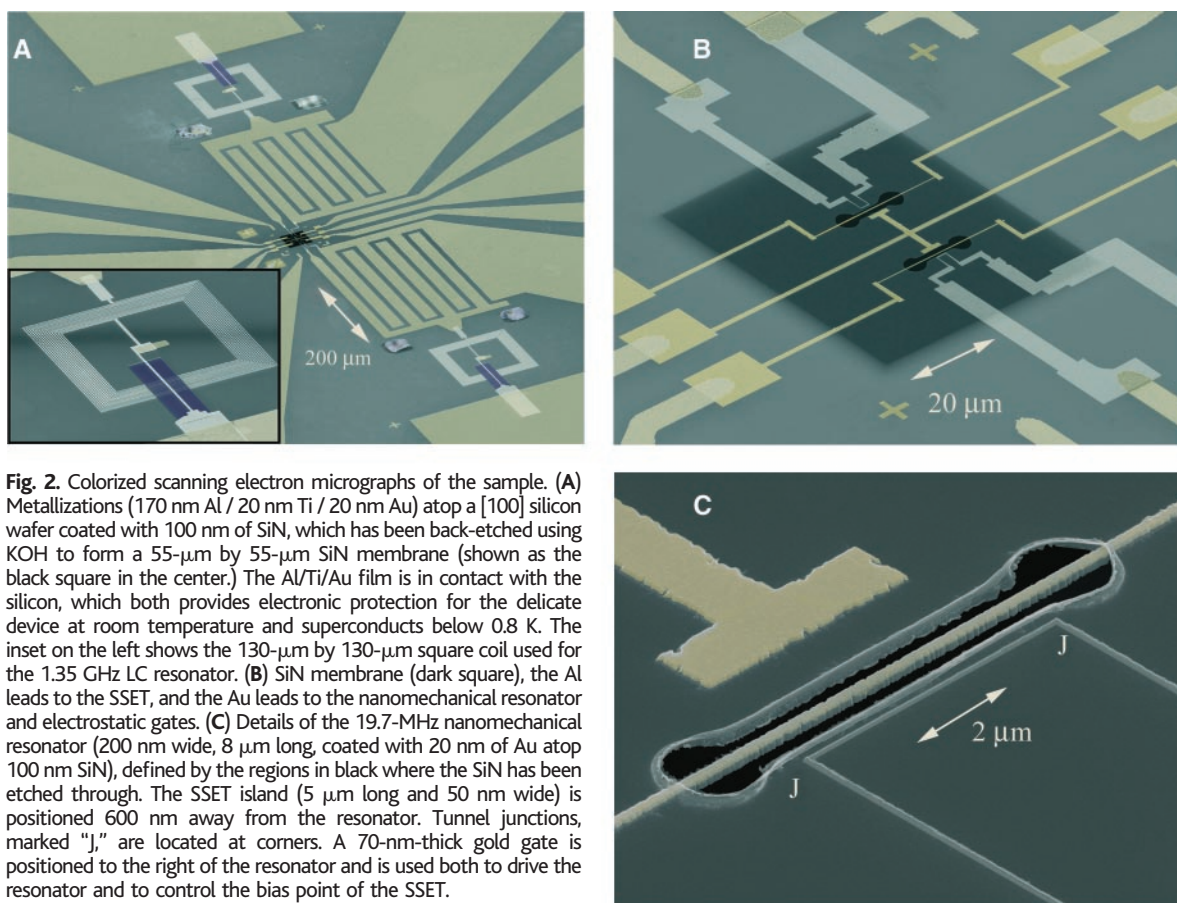 A
200 μm
B
20 μm
Fig. 2. Colorized scanning electron micrographs of the sample. (A)
Metallizations (170 nm Al / 20 nm Ti / 20 nm Au) atop a [100] silicon
wafer coated with 100 nm of SiN, which has been back-etched using
KOH to form a 55-μm by 55-μm SiN membrane (shown as the
black square in the center.) The Al/Ti/Au film is in contact with the
silicon, which both provides electronic protection for the delicate
device at room temperature and superconducts below 0.8 K. The
inset on the left shows the 130-μm by 130-μm square coil used for
the 1.35 GHz LC resonator. (B) SiN membrane (dark square), the Al
leads to the SSET, and the Au leads to the nanomechanical resonator
and electrostatic gates. (C) Details of the 19.7-MHz nanomechanical
resonator (200 nm wide, 8 μm long, coated with 20 nm of Au atop
100 nm SiN), defined by the regions in black where the SiN has been
etched through. The SSET island (5 μm long and 50 nm wide) is
positioned 600 nm away from the resonator. Tunnel junctions,
marked "J," are located at corners. A 70-nm-thick gold gate is
positioned to the right of the resonator and is used both to drive the
resonator and to control the bias point of the SSET.
C
J
2 μm
J